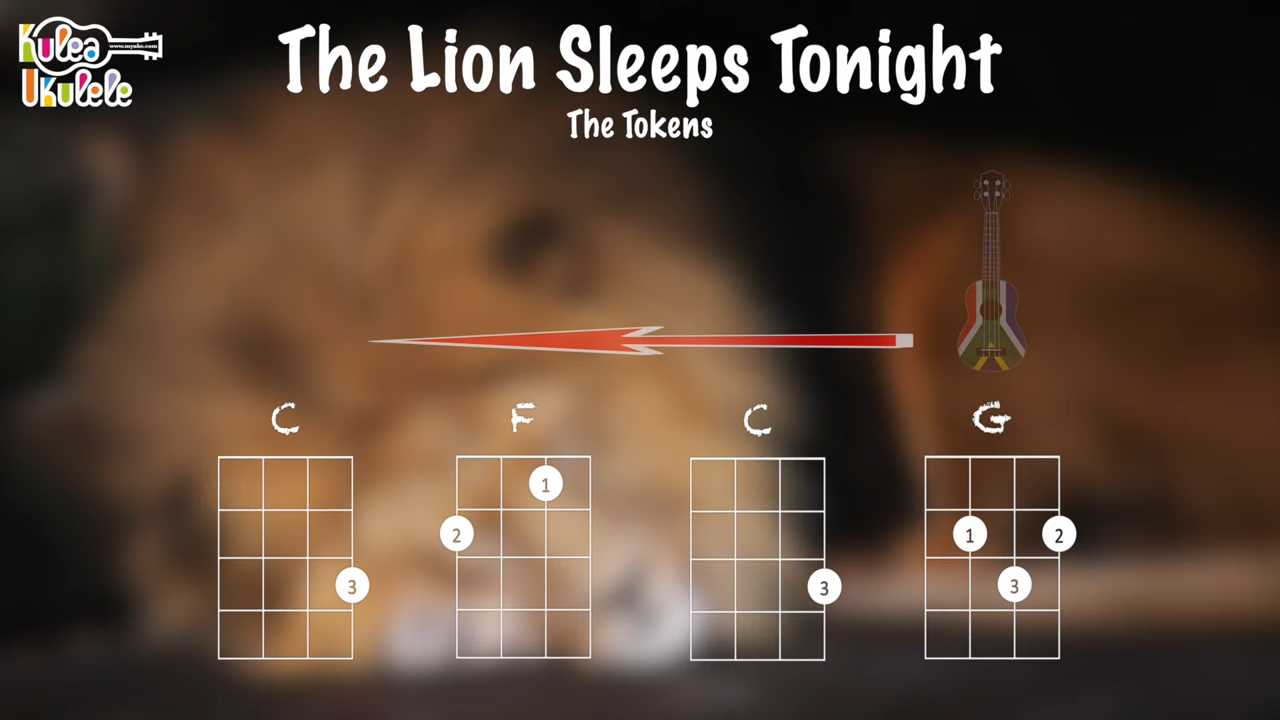 Kulea
www.myuke.com
Ukulele
The Lion Sleeps Tonight
The Tokens
C F C G
1
2 1 2
3 3 3